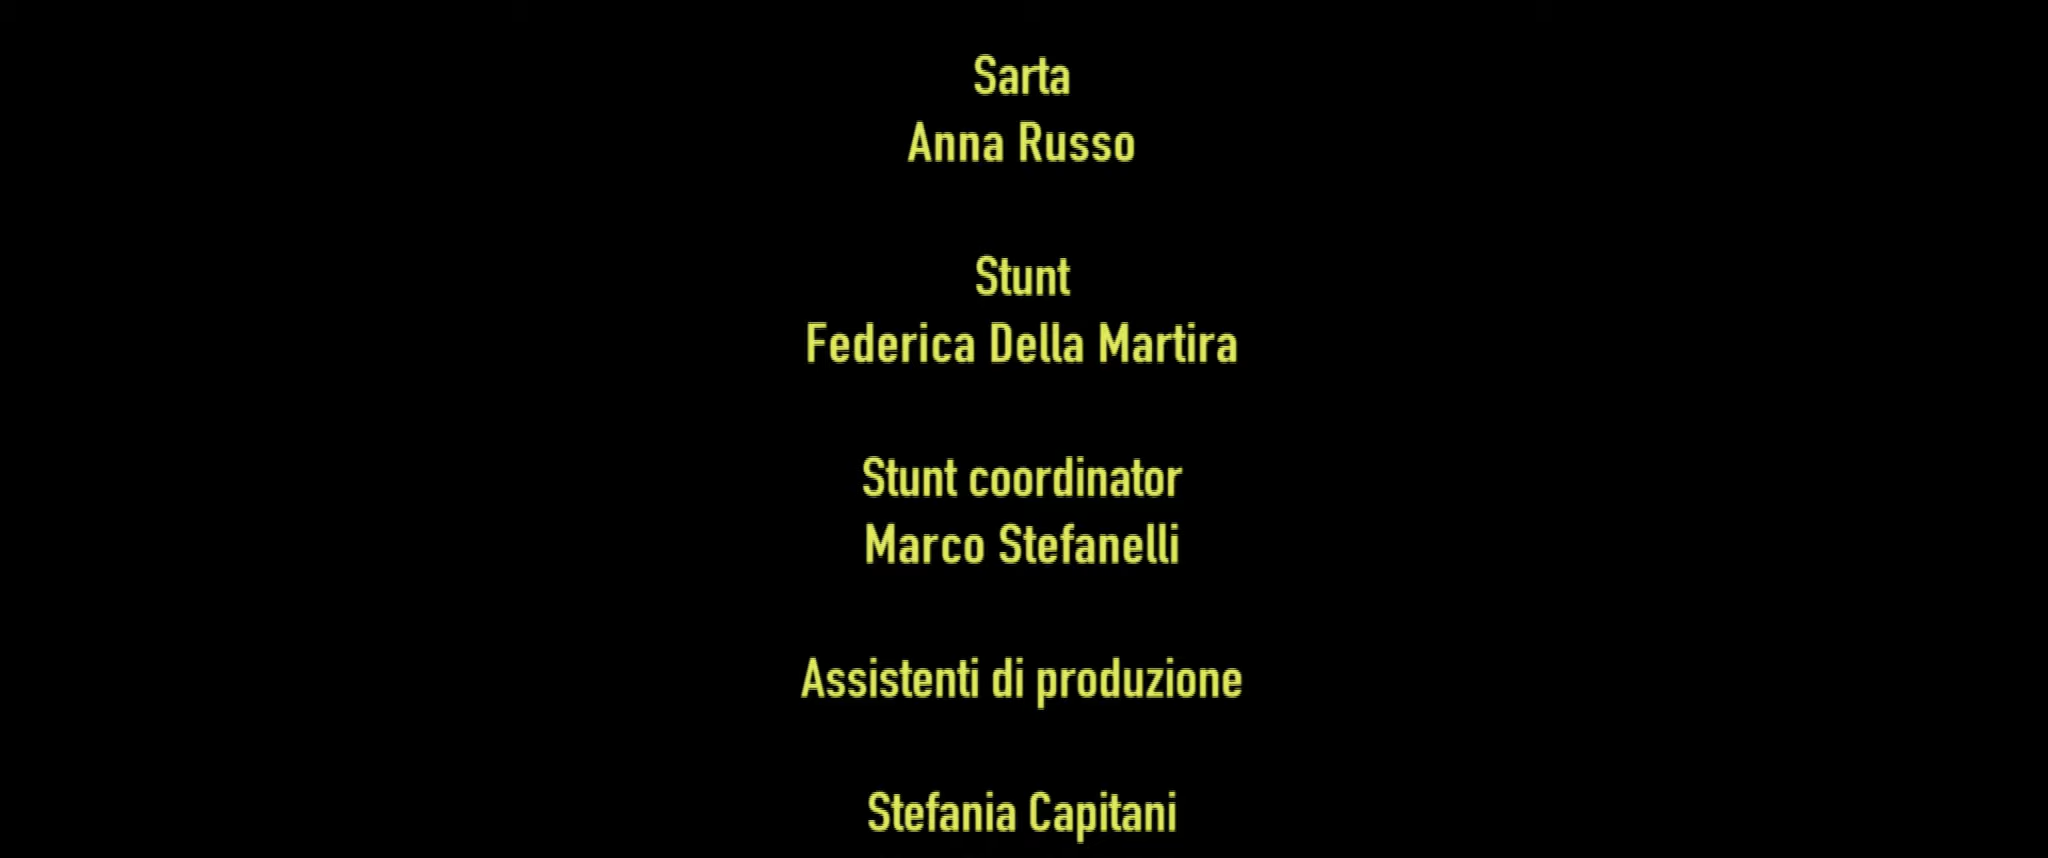 Sarta
Anna Russo
Stunt
Federica Della Martira
Stunt coordinator
Marco Stefanelli
Assistenti di produzione
Stefania Capitani